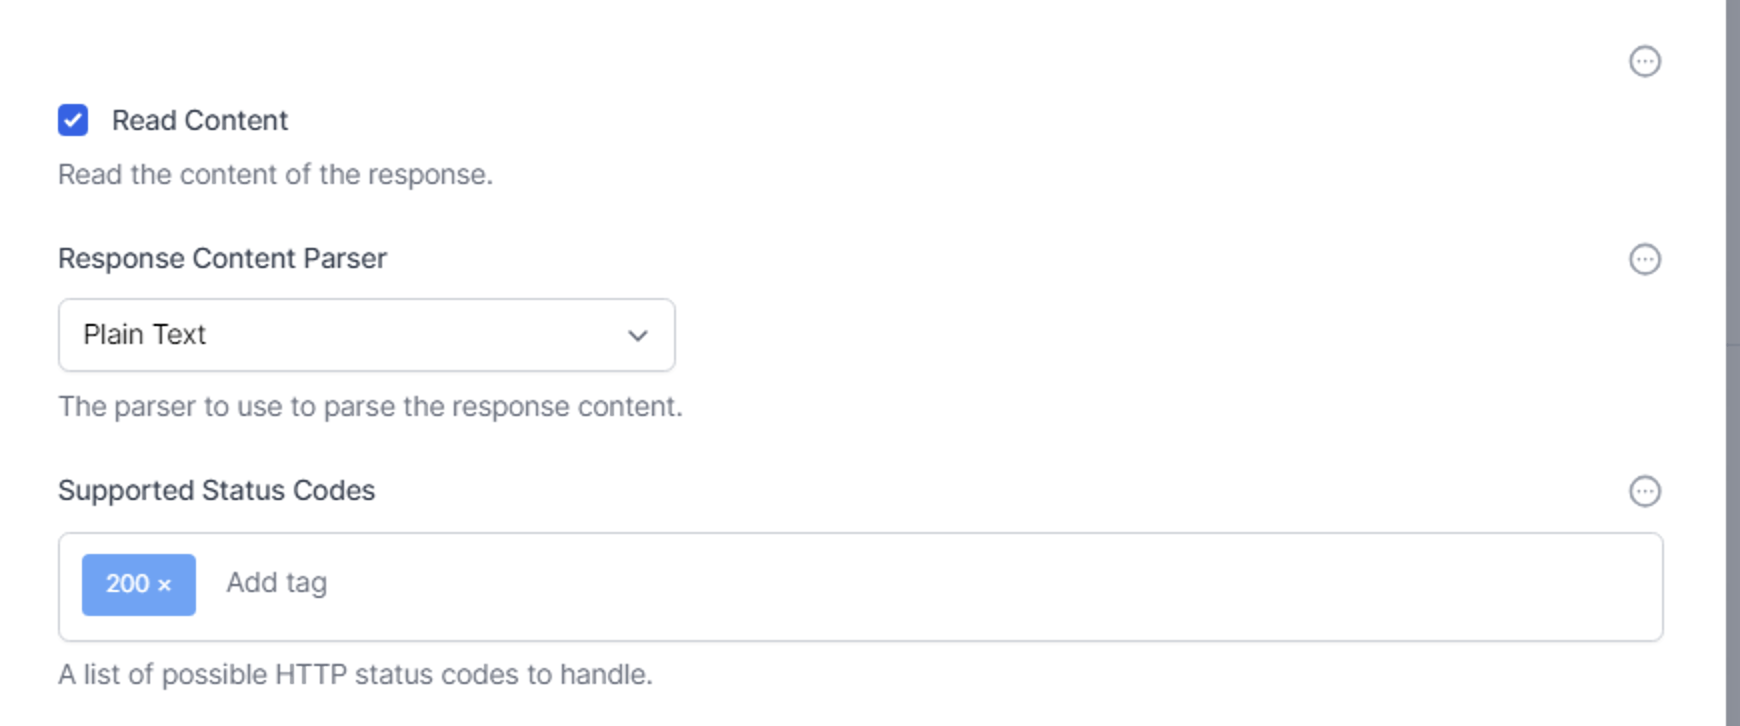 Read Content
Read the content of the response.
Response Content Parser
Plain Text
The parser to use to parse the response content.
Supported Status Codes
200 × Add tag
A list of possible HTTP status codes to handle.